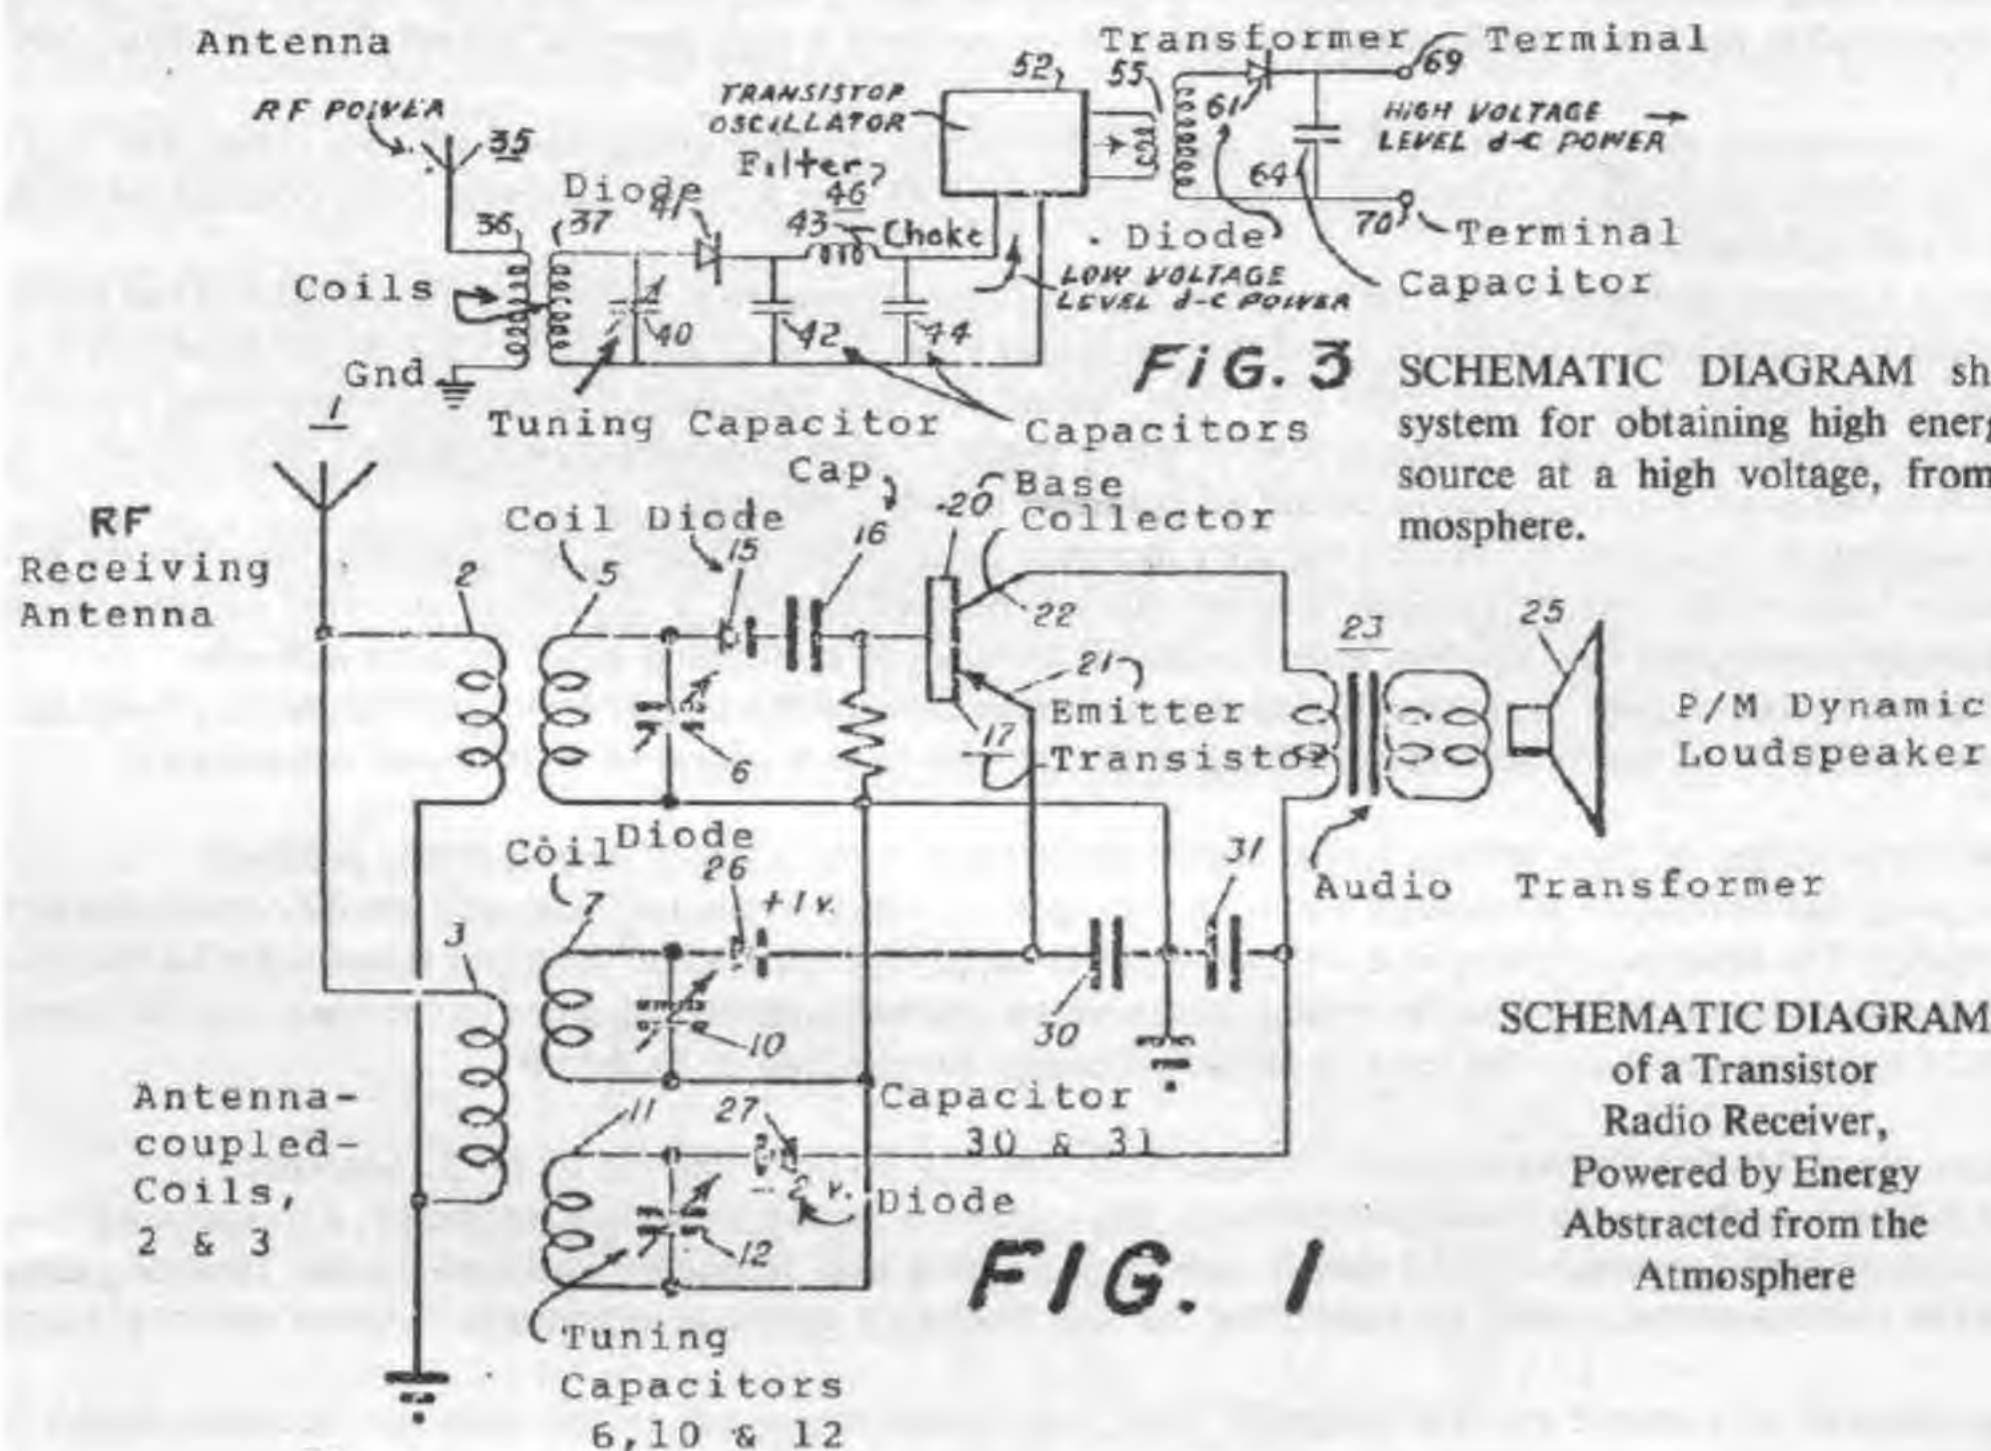 Antenna
Transformer
Terminal
RF POWER
TRANSISTOR
OSCILLATOR
52
55
69
61
HIGH VOLTAGE
LEVEL d-c POWER
35
Filter
46
Diode
41
64
36
37
43
Choke
Diode
70
Terminal
Coils
LOW VOLTAGE
LEVEL d-c POWER
Capacitor
40
42
44
Gnd
FiG. 3
Tuning Capacitor
Capacitors
SCHEMATIC DIAGRAM sh
system for obtaining high energ
source at a high voltage, from
mosphere.
1
RF
Receiving
Antenna
Cap
Coil Diode
20
Base
Collector
2
5
15
16
22
23
25
21
Emitter
17
Transistor
6
P/M Dynamic
Loudspeaker
Coil
Diode
26
+1 v.
31
Audio Transformer
7
3
10
30
SCHEMATIC DIAGRAM
of a Transistor
Radio Receiver,
Powered by Energy
Abstracted from the
Atmosphere
Antenna-
coupled-
Coils,
2 & 3
11
27
Capacitor
30 & 31
- 2 v.
Diode
12
FIG. 1
Tuning
Capacitors
6,10 & 12